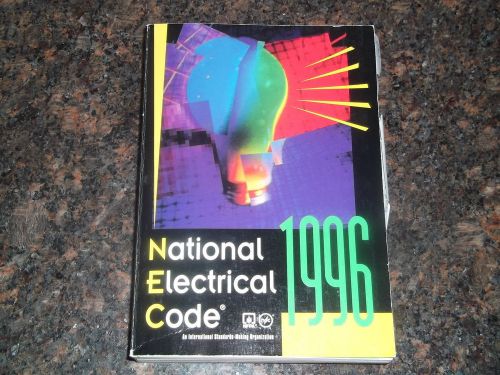 National
Electrical
Code®
1996
An International Standards-Making Organization